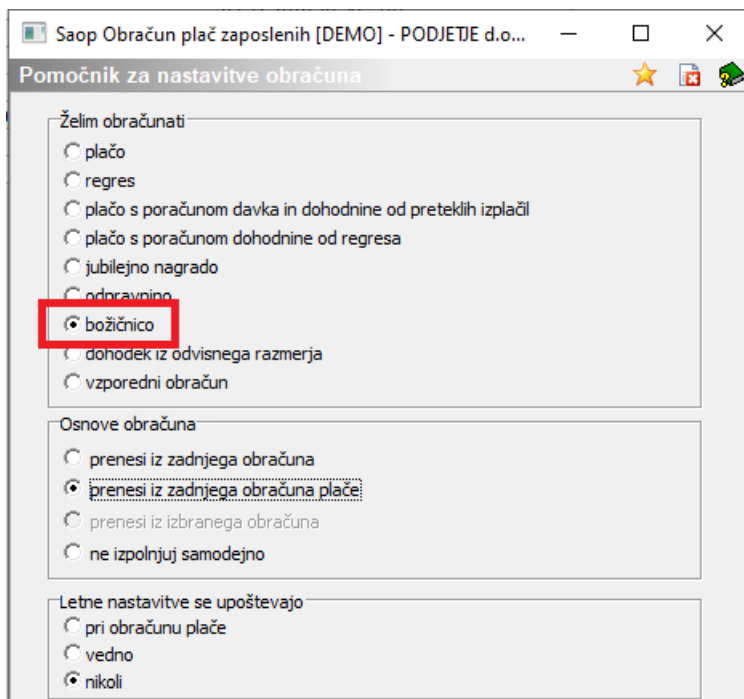 Saop Obračun plač zaposlenih [DEMO] - PODJETJE d.o...
Pomočnik za nastavitve obračuna
Želim obračunati
plačo
regres
plačo s poračunom davka in dohodnine od preteklih izplačil
plačo s poračunom dohodnine od regresa
jubilejno nagrado
odpravnino
božičnico
dohodek iz odvisnega razmerja
vzporedni obračun
Osnove obračuna
prenesi iz zadnjega obračuna
prenesi iz zadnjega obračuna plače
prenesi iz izbranega obračuna
ne izpolnjuj samodejno
Letne nastavitve se upoštevajo
pri obračunu plače
vedno
nikoli